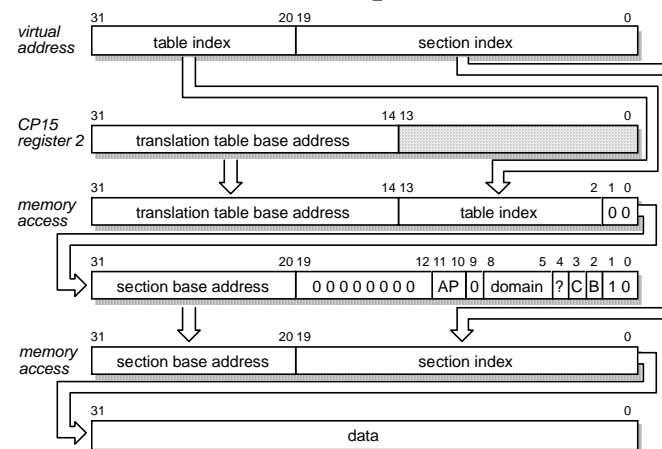 31 20 19 0
virtual address table index section index
31 14 13 0
CP15 register 2 translation table base address
31 14 13 2 1 0
memory access translation table base address table index 0 0
31 20 19 12 11 10 9 8 5 4 3 2 1 0
section base address 0 0 0 0 0 0 0 0 AP 0 domain ? C B 1 0
31 20 19 0
memory access section base address section index
31 0
data